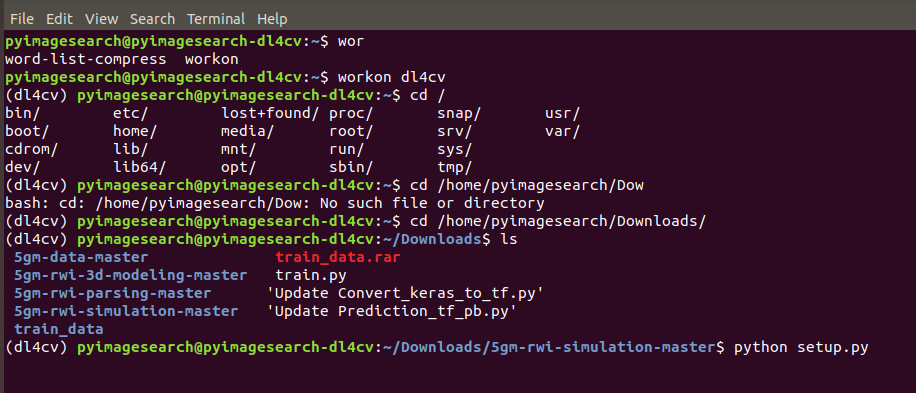 File Edit View Search Terminal Help
pyimagesearch@pyimagesearch-dl4cv:~$ wor
word-list-compress  workon
pyimagesearch@pyimagesearch-dl4cv:~$ workon dl4cv
(dl4cv) pyimagesearch@pyimagesearch-dl4cv:~$ cd /
bin/        etc/        lost+found/ proc/       snap/       usr/
boot/       home/       media/      root/       srv/        var/
cdrom/      lib/        mnt/        run/        sys/
dev/        lib64/      opt/        sbin/       tmp/
(dl4cv) pyimagesearch@pyimagesearch-dl4cv:~$ cd /home/pyimagesearch/Dow
bash: cd: /home/pyimagesearch/Dow: No such file or directory
(dl4cv) pyimagesearch@pyimagesearch-dl4cv:~$ cd /home/pyimagesearch/Downloads/
(dl4cv) pyimagesearch@pyimagesearch-dl4cv:~/Downloads$ ls
 5gm-data-master              train_data.rar
 5gm-rwi-3d-modeling-master   train.py
 5gm-rwi-parsing-master      'Update Convert_keras_to_tf.py'
 5gm-rwi-simulation-master   'Update Prediction_tf_pb.py'
 train_data
(dl4cv) pyimagesearch@pyimagesearch-dl4cv:~/Downloads/5gm-rwi-simulation-master$ python setup.py